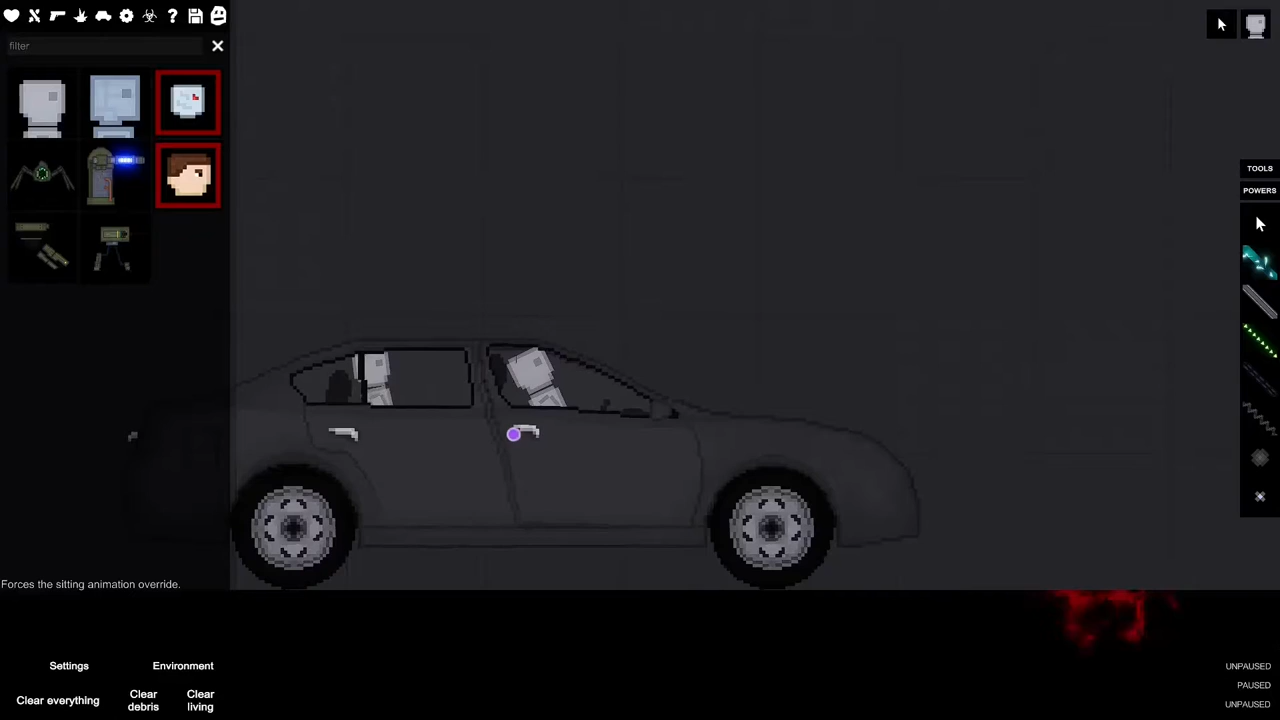 filter
TOOLS
POWERS
Forces the sitting animation override.
Settings
Environment
Clear everything
Clear
debris
Clear
living
UNPAUSED
PAUSED
UNPAUSED